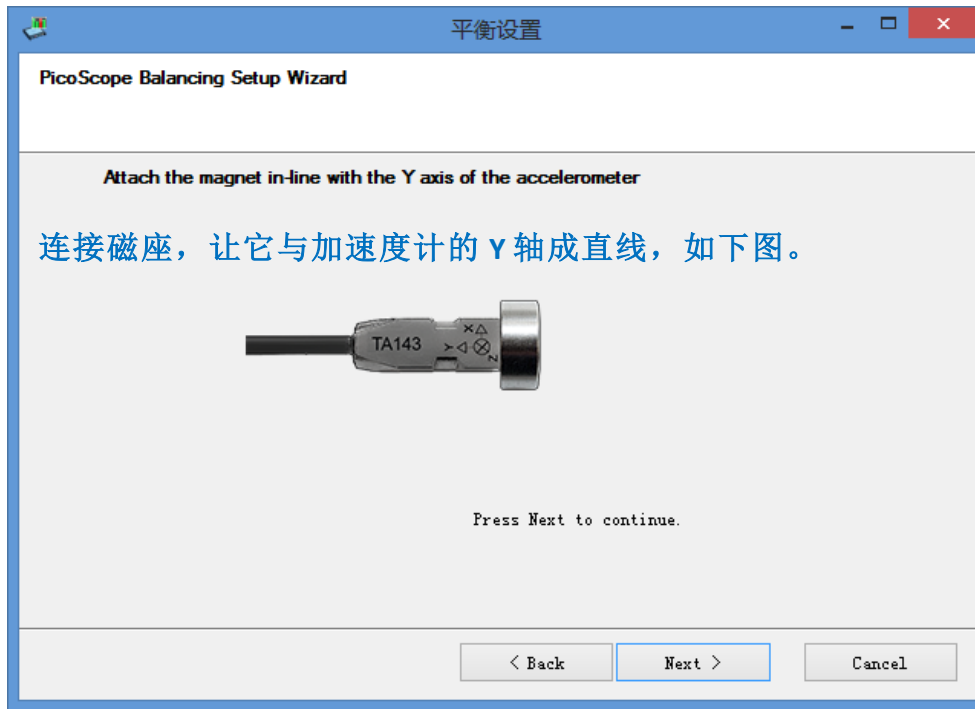 平衡设置
PicoScope Balancing Setup Wizard
Attach the magnet in-line with the Y axis of the accelerometer
连接磁座，让它与加速度计的 Y 轴成直线，如下图。
TA143
X
Y
Z
Press Next to continue.
< Back
Next >
Cancel